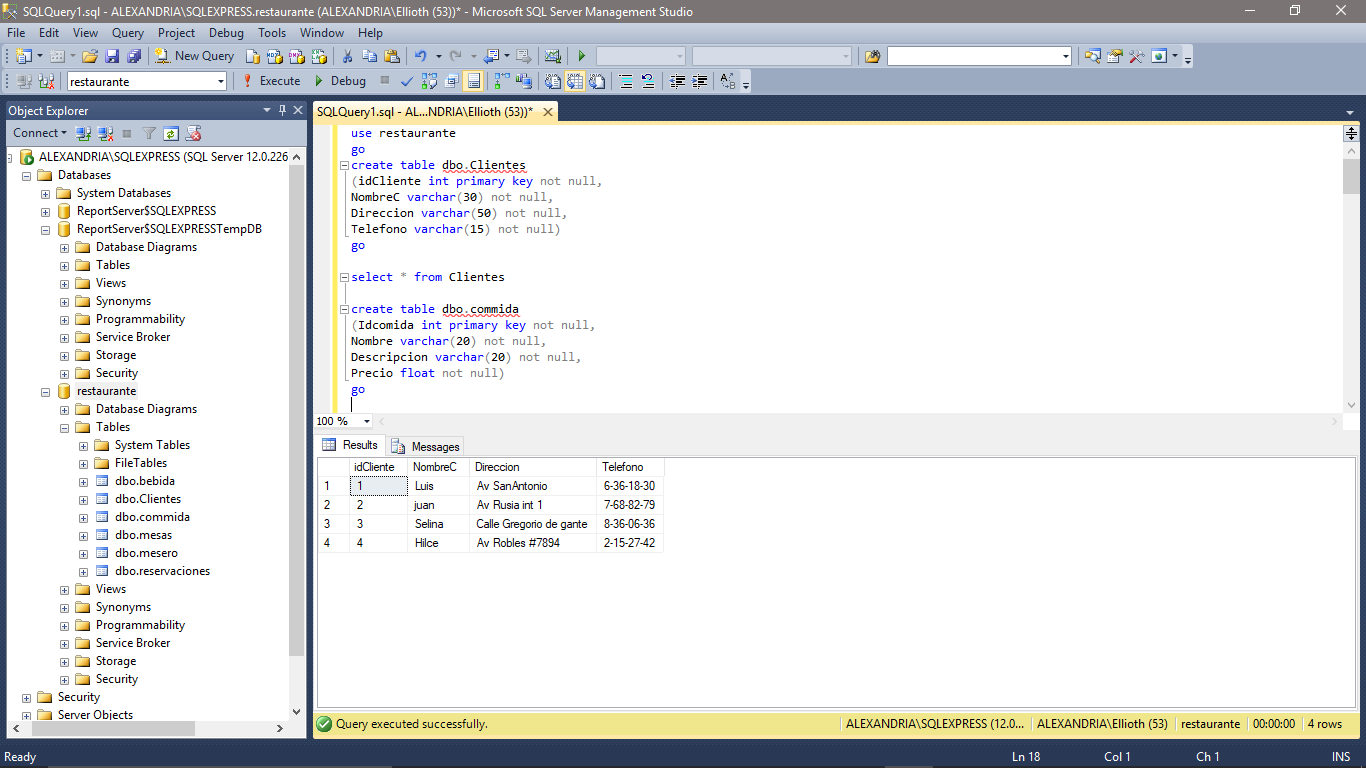 SQLQuery1.sql - ALEXANDRIA\SQLEXPRESS.restaurante (ALEXANDRIA\Ellioth (53))* - Microsoft SQL Server Management Studio
File Edit View Query Project Debug Tools Window Help
New Query
restaurante Execute Debug
Object Explorer
Connect
ALEXANDRIA\SQLEXPRESS (SQL Server 12.0.226
Databases
System Databases
ReportServer$SQLEXPRESS
ReportServer$SQLEXPRESSTempDB
Database Diagrams
Tables
Views
Synonyms
Programmability
Service Broker
Storage
Security
restaurante
Database Diagrams
Tables
System Tables
FileTables
dbo.bebida
dbo.Clientes
dbo.commida
dbo.mesas
dbo.mesero
dbo.reservaciones
Views
Synonyms
Programmability
Service Broker
Storage
Security
Security
Server Objects
SQLQuery1.sql - AL...NDRIA\Ellioth (53))*
use restaurante
go
create table dbo.Clientes
(idCliente int primary key not null,
NombreC varchar(30) not null,
Direccion varchar(50) not null,
Telefono varchar(15) not null)
go
select * from Clientes
create table dbo.commida
(Idcomida int primary key not null,
Nombre varchar(20) not null,
Descripcion varchar(20) not null,
Precio float not null)
go
100 %
Results Messages
idCliente NombreC Direccion Telefono
1 1 Luis Av SanAntonio 6-36-18-30
2 2 juan Av Rusia int 1 7-68-82-79
3 3 Selina Calle Gregorio de gante 8-36-06-36
4 4 Hilce Av Robles #7894 2-15-27-42
Query executed successfully. ALEXANDRIA\SQLEXPRESS (12.0... ALEXANDRIA\Ellioth (53) restaurante 00:00:00 4 rows
Ready Ln 18 Col 1 Ch 1 INS